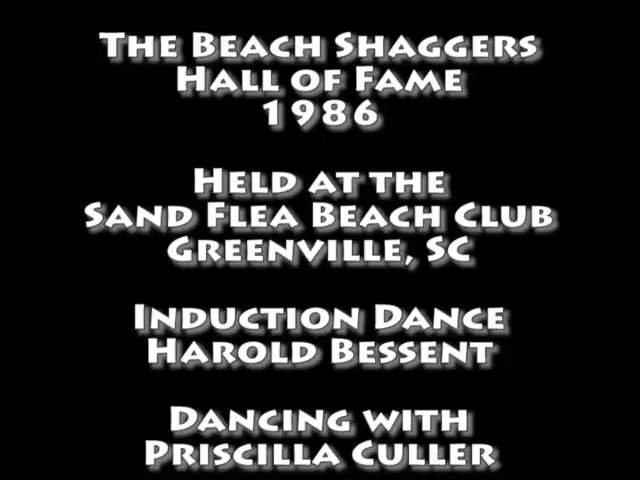 The Beach Shaggers
Hall of Fame
1986
Held at the
Sand Flea Beach Club
Greenville, SC
Induction Dance
Harold Bessent
Dancing with
Priscilla Culler